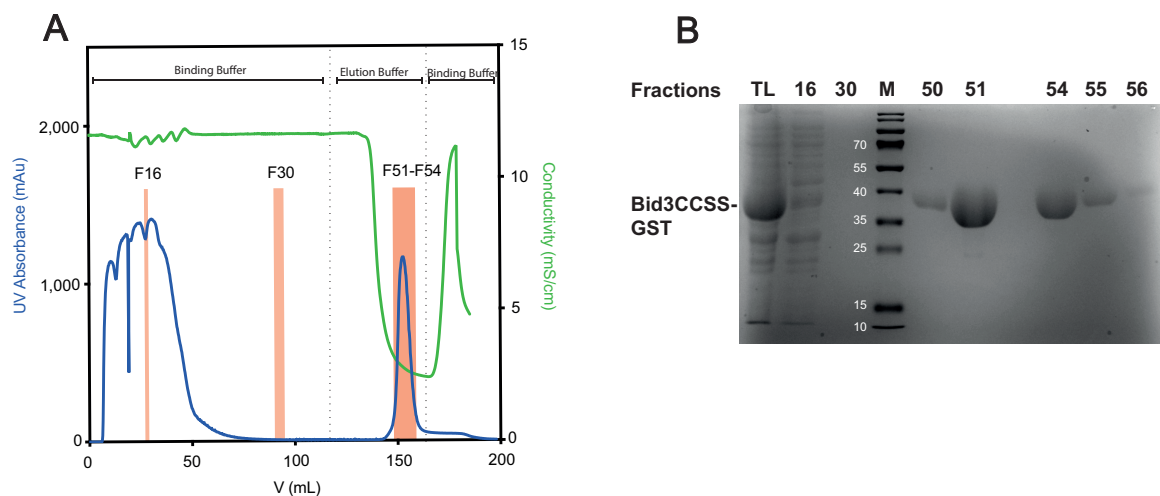 A
15
Binding Buffer
Elution Buffer
Binding Buffer
2,000
UV Absorbance (mAu)
F16
F30
F51-F54
10
Conductivity (mS/cm)
1,000
5
0
0
0
50
100
150
200
V (mL)
B
Fractions TL 16 30 M 50 51 54 55 56
70
55
40
Bid3CCSS-
GST
35
25
15
10